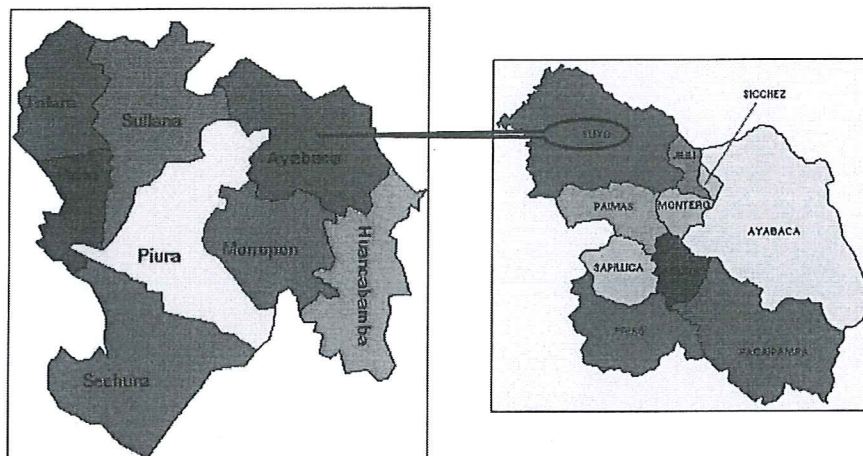 Talara
Sullana
Ayabaca
Piura
Morropon
Huancabamba
Sechura
SICCHEZ
SUYO
JILILI
PAIMAS
MONTERO
AYABACA
SAPILLICA
FRIAS
PACAIPAMPA